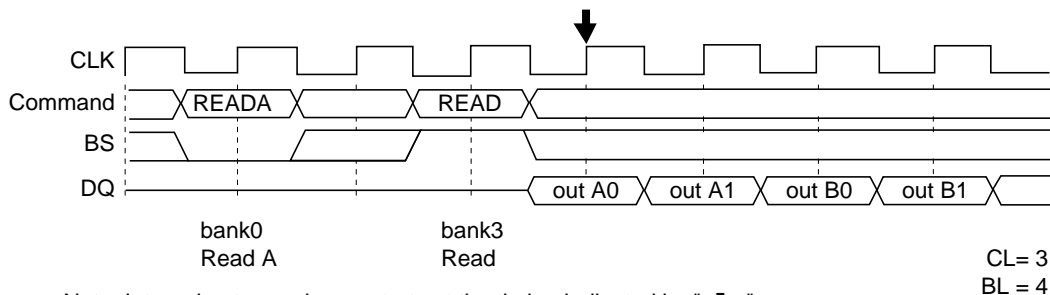 CLK
Command READA READ
BS
DQ out A0 out A1 out B0 out B1
bank0 bank3
Read A Read
CL= 3
BL = 4